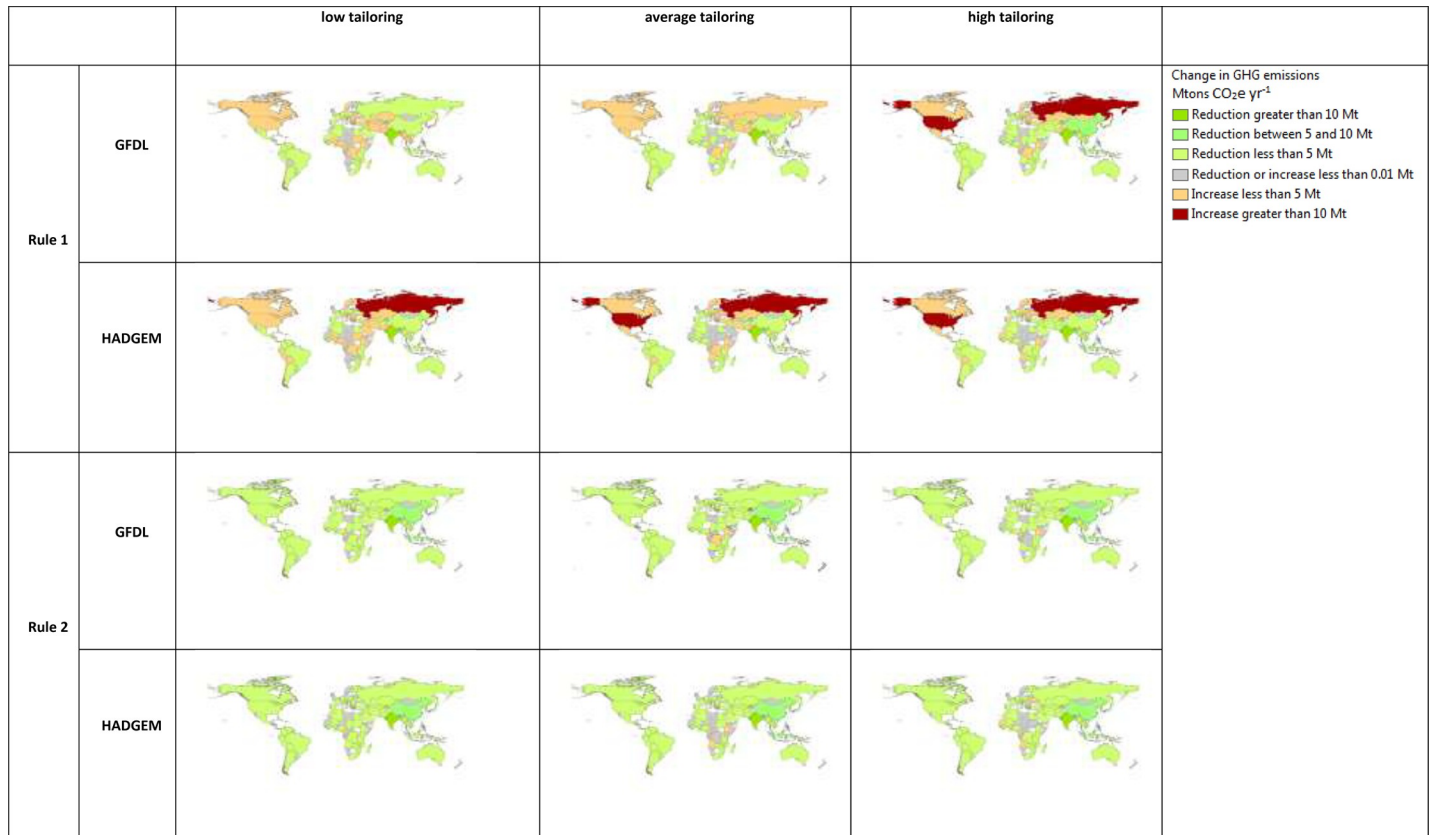 low tailoring
average tailoring
high tailoring
Rule 1
GFDL
Change in GHG emissions
Mtons CO₂e yr⁻¹
Reduction greater than 10 Mt
Reduction between 5 and 10 Mt
Reduction less than 5 Mt
Reduction or increase less than 0.01 Mt
Increase less than 5 Mt
Increase greater than 10 Mt
HADGEM
Rule 2
GFDL
HADGEM